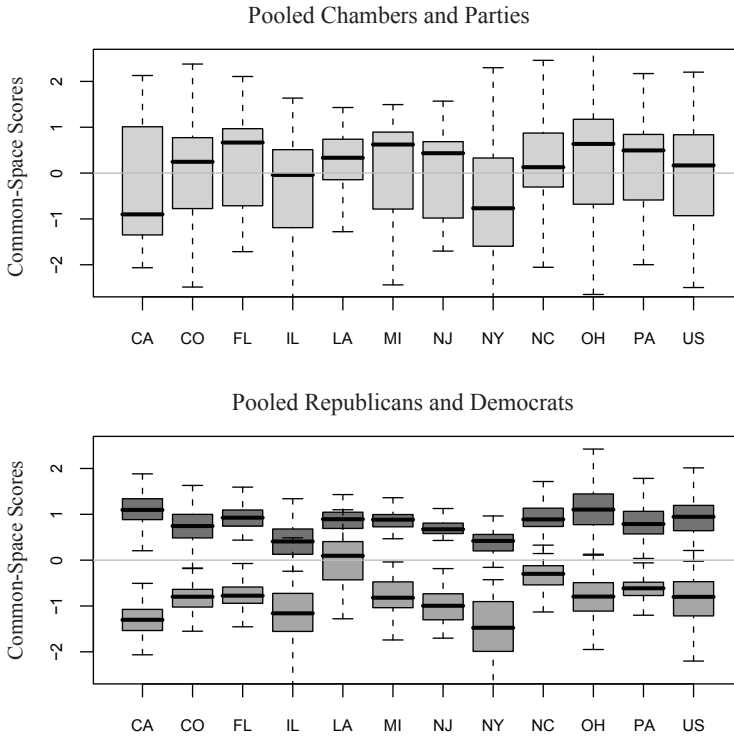 Pooled Chambers and Parties
Common-Space Scores
2
1
0
−1
−2
CA CO FL IL LA MI NJ NY NC OH PA US
Pooled Republicans and Democrats
Common-Space Scores
2
1
0
−1
−2
CA CO FL IL LA MI NJ NY NC OH PA US